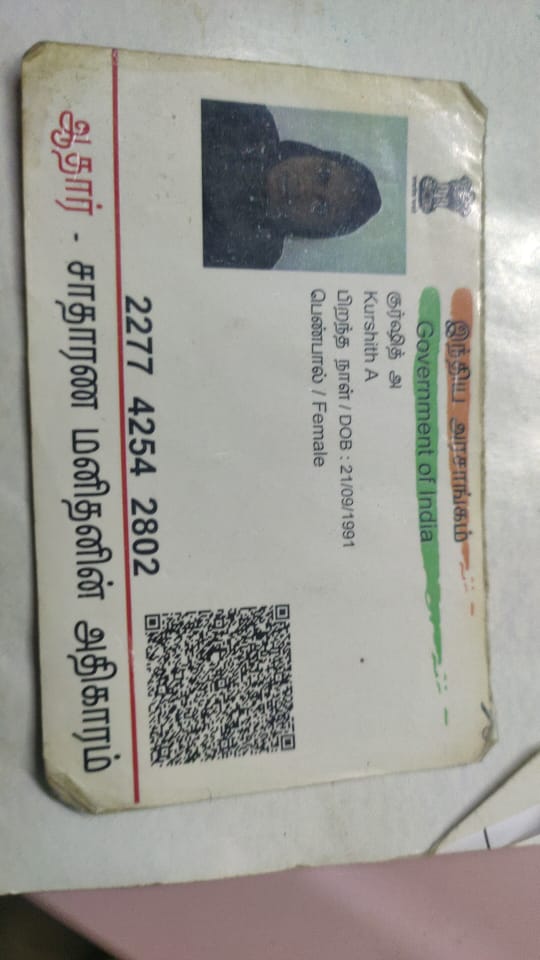 இந்திய அரசாங்கம்
Government of India
குர்ஷித் அ
Kurshith A
பிறந்த நாள் / DOB : 21/09/1991
பெண்பால் / Female
2277 4254 2802
ஆதார் - சாதாரண மனிதனின் அதிகாரம்